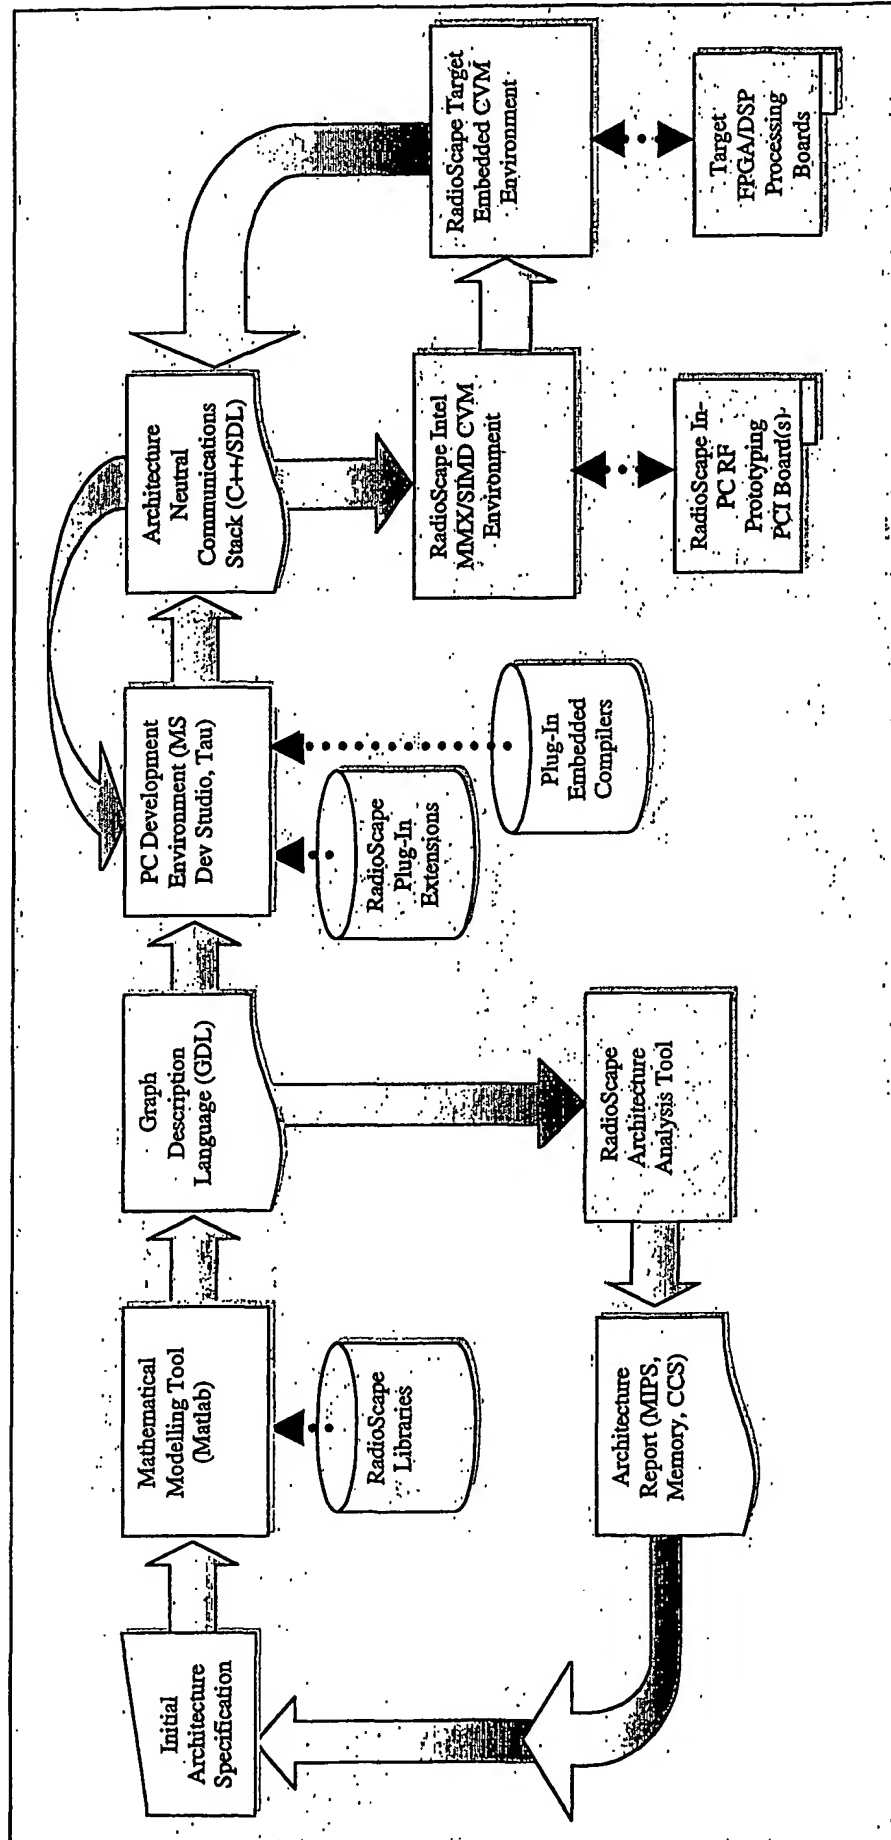 Initial
Architecture
Specification
Mathematical
Modelling Tool
(Matlab)
Graph
Description
Language (GDL)
PC Development
Environment (MS
Dev Studio, Tau)
Architecture
Neutral
Communications
Stack (C++/SDL)
RadioScape
Libraries
RadioScape
Plug-In
Extensions
Plug-In
Embedded
Compilers
RadioScape Intel
MMX/SIMD CVM
Environment
RadioScape Target
Embedded CVM
Environment
Architecture
Report (MIPS,
Memory, CCS)
RadioScape
Architecture
Analysis Tool
RadioScape In-
PC RF
Prototyping
PCI Board(s)
Target
FPGA/DSP
Processing
Boards